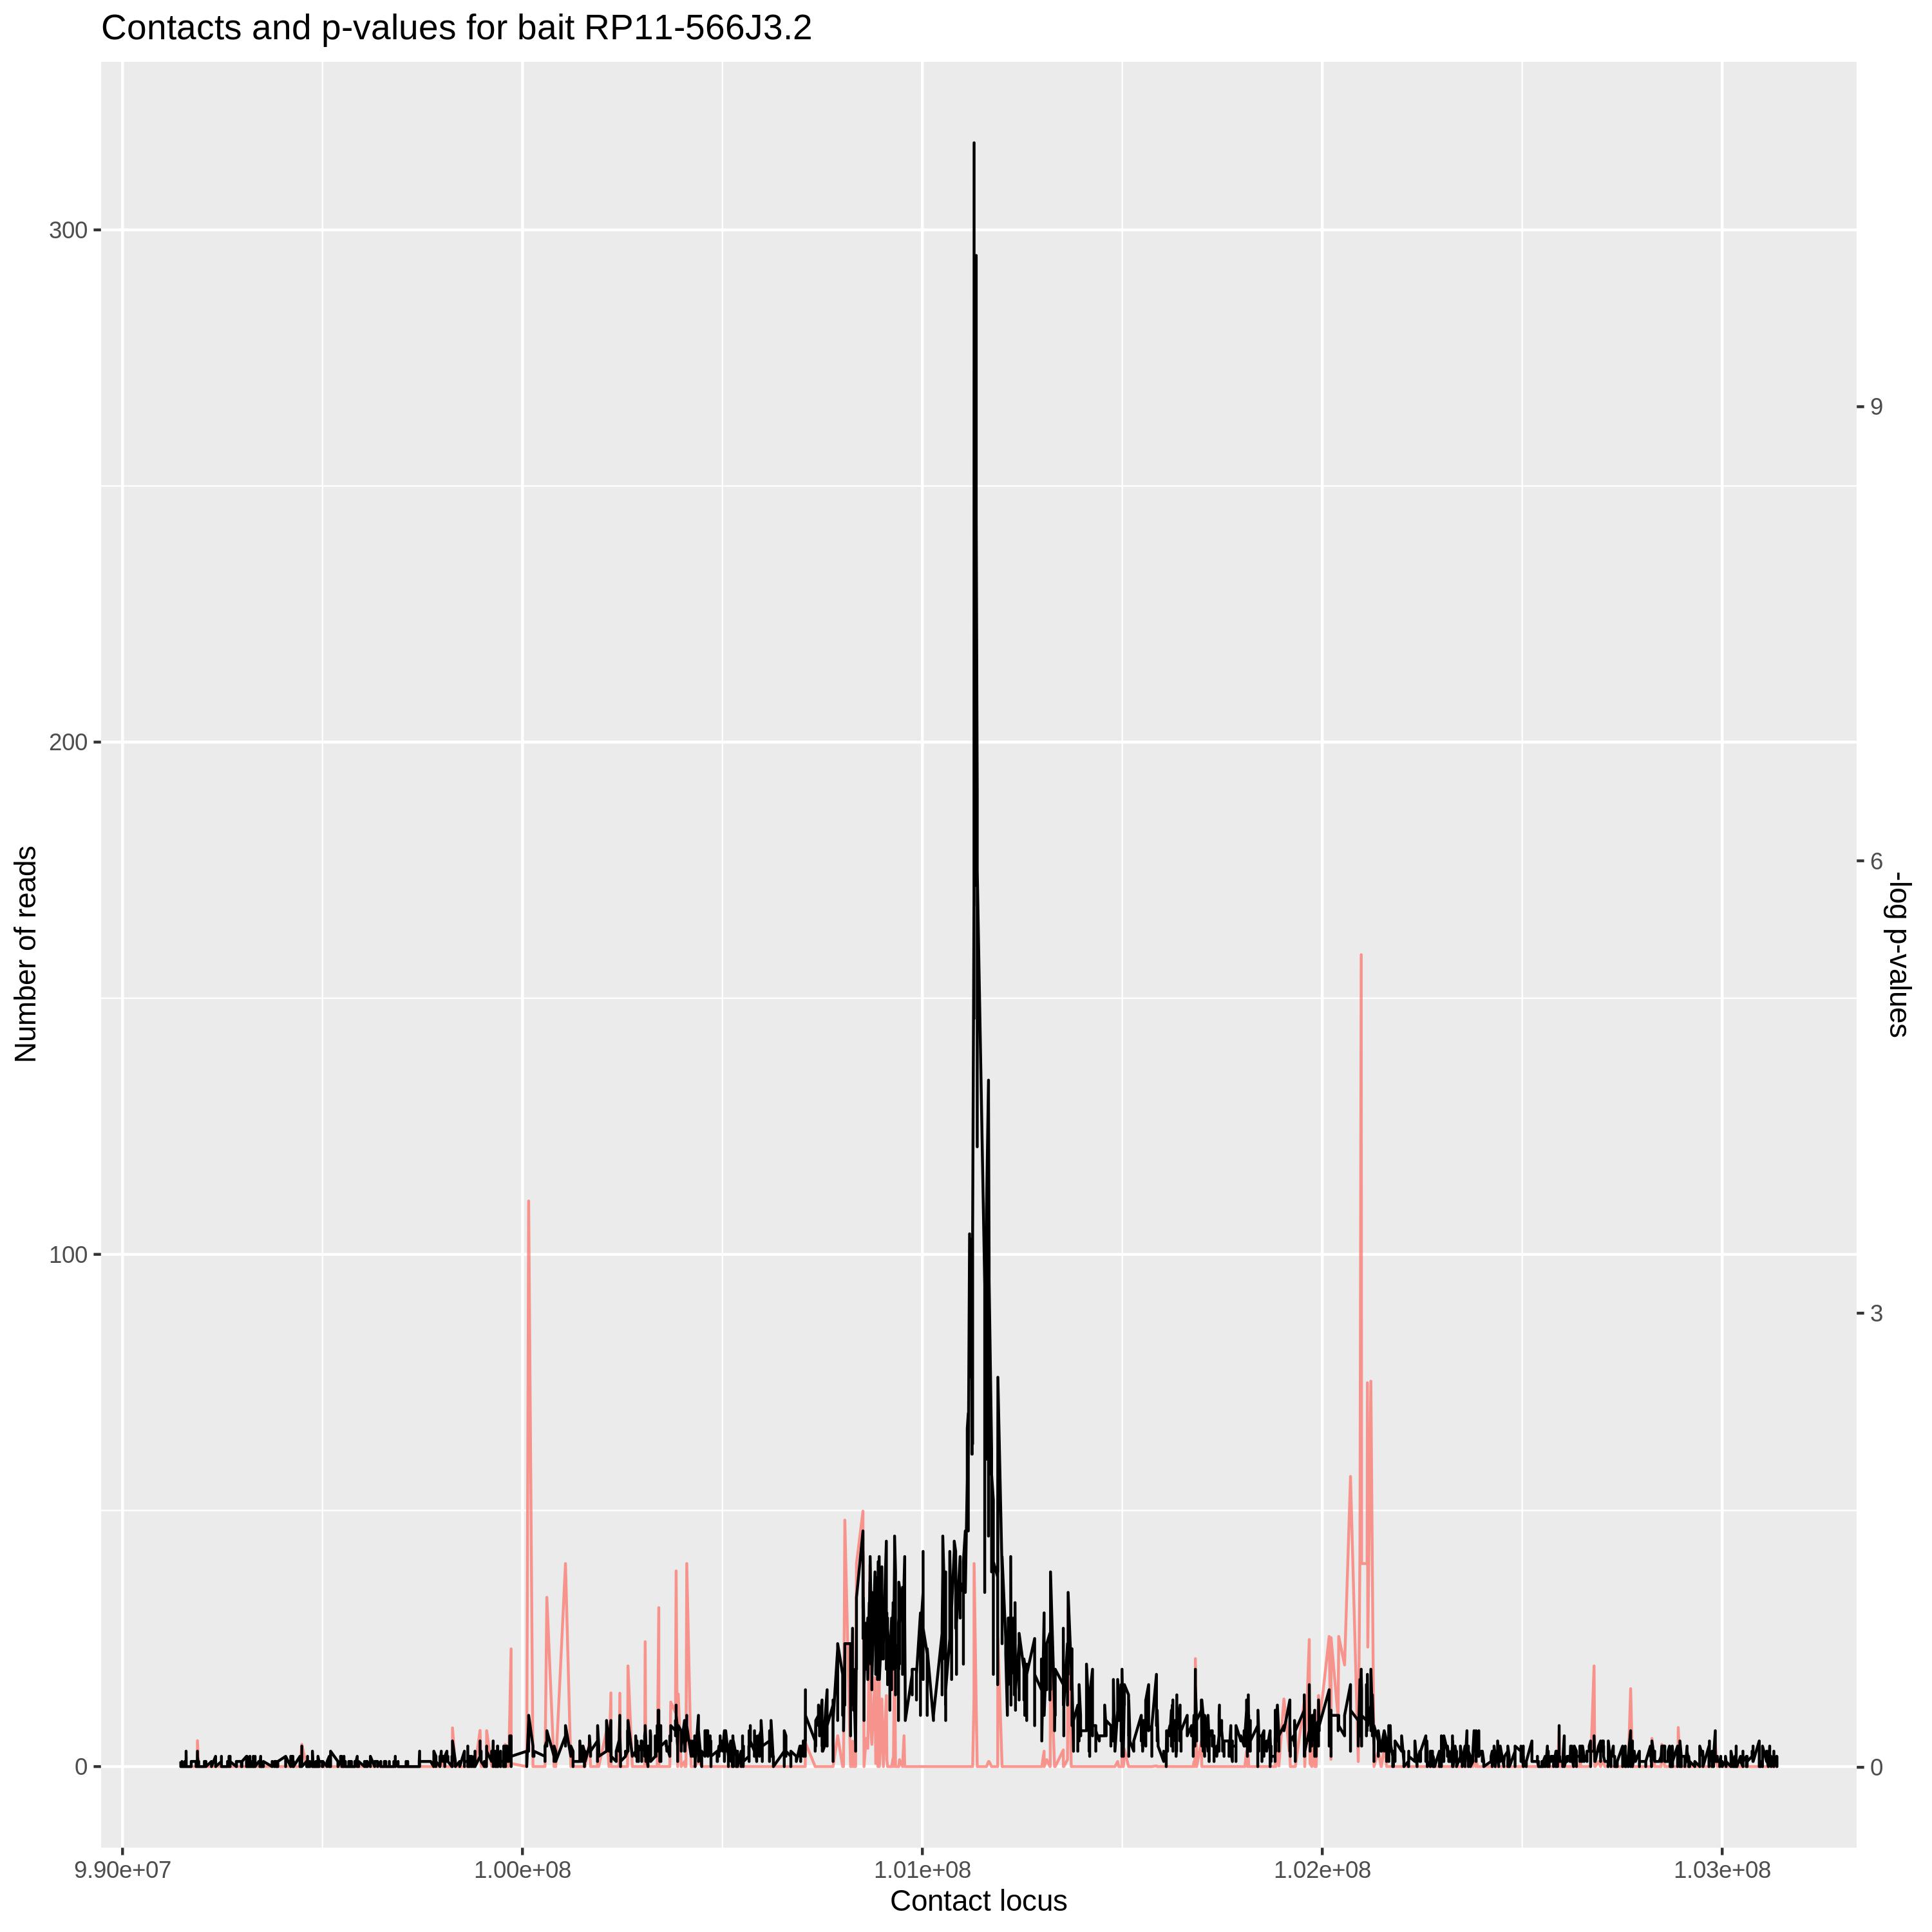 Contacts and p-values for bait RP11-566J3.2
300
200
100
0
Number of reads
9
6
3
0
-log p-values
9.90e+07
1.00e+08
1.01e+08
1.02e+08
1.03e+08
Contact locus